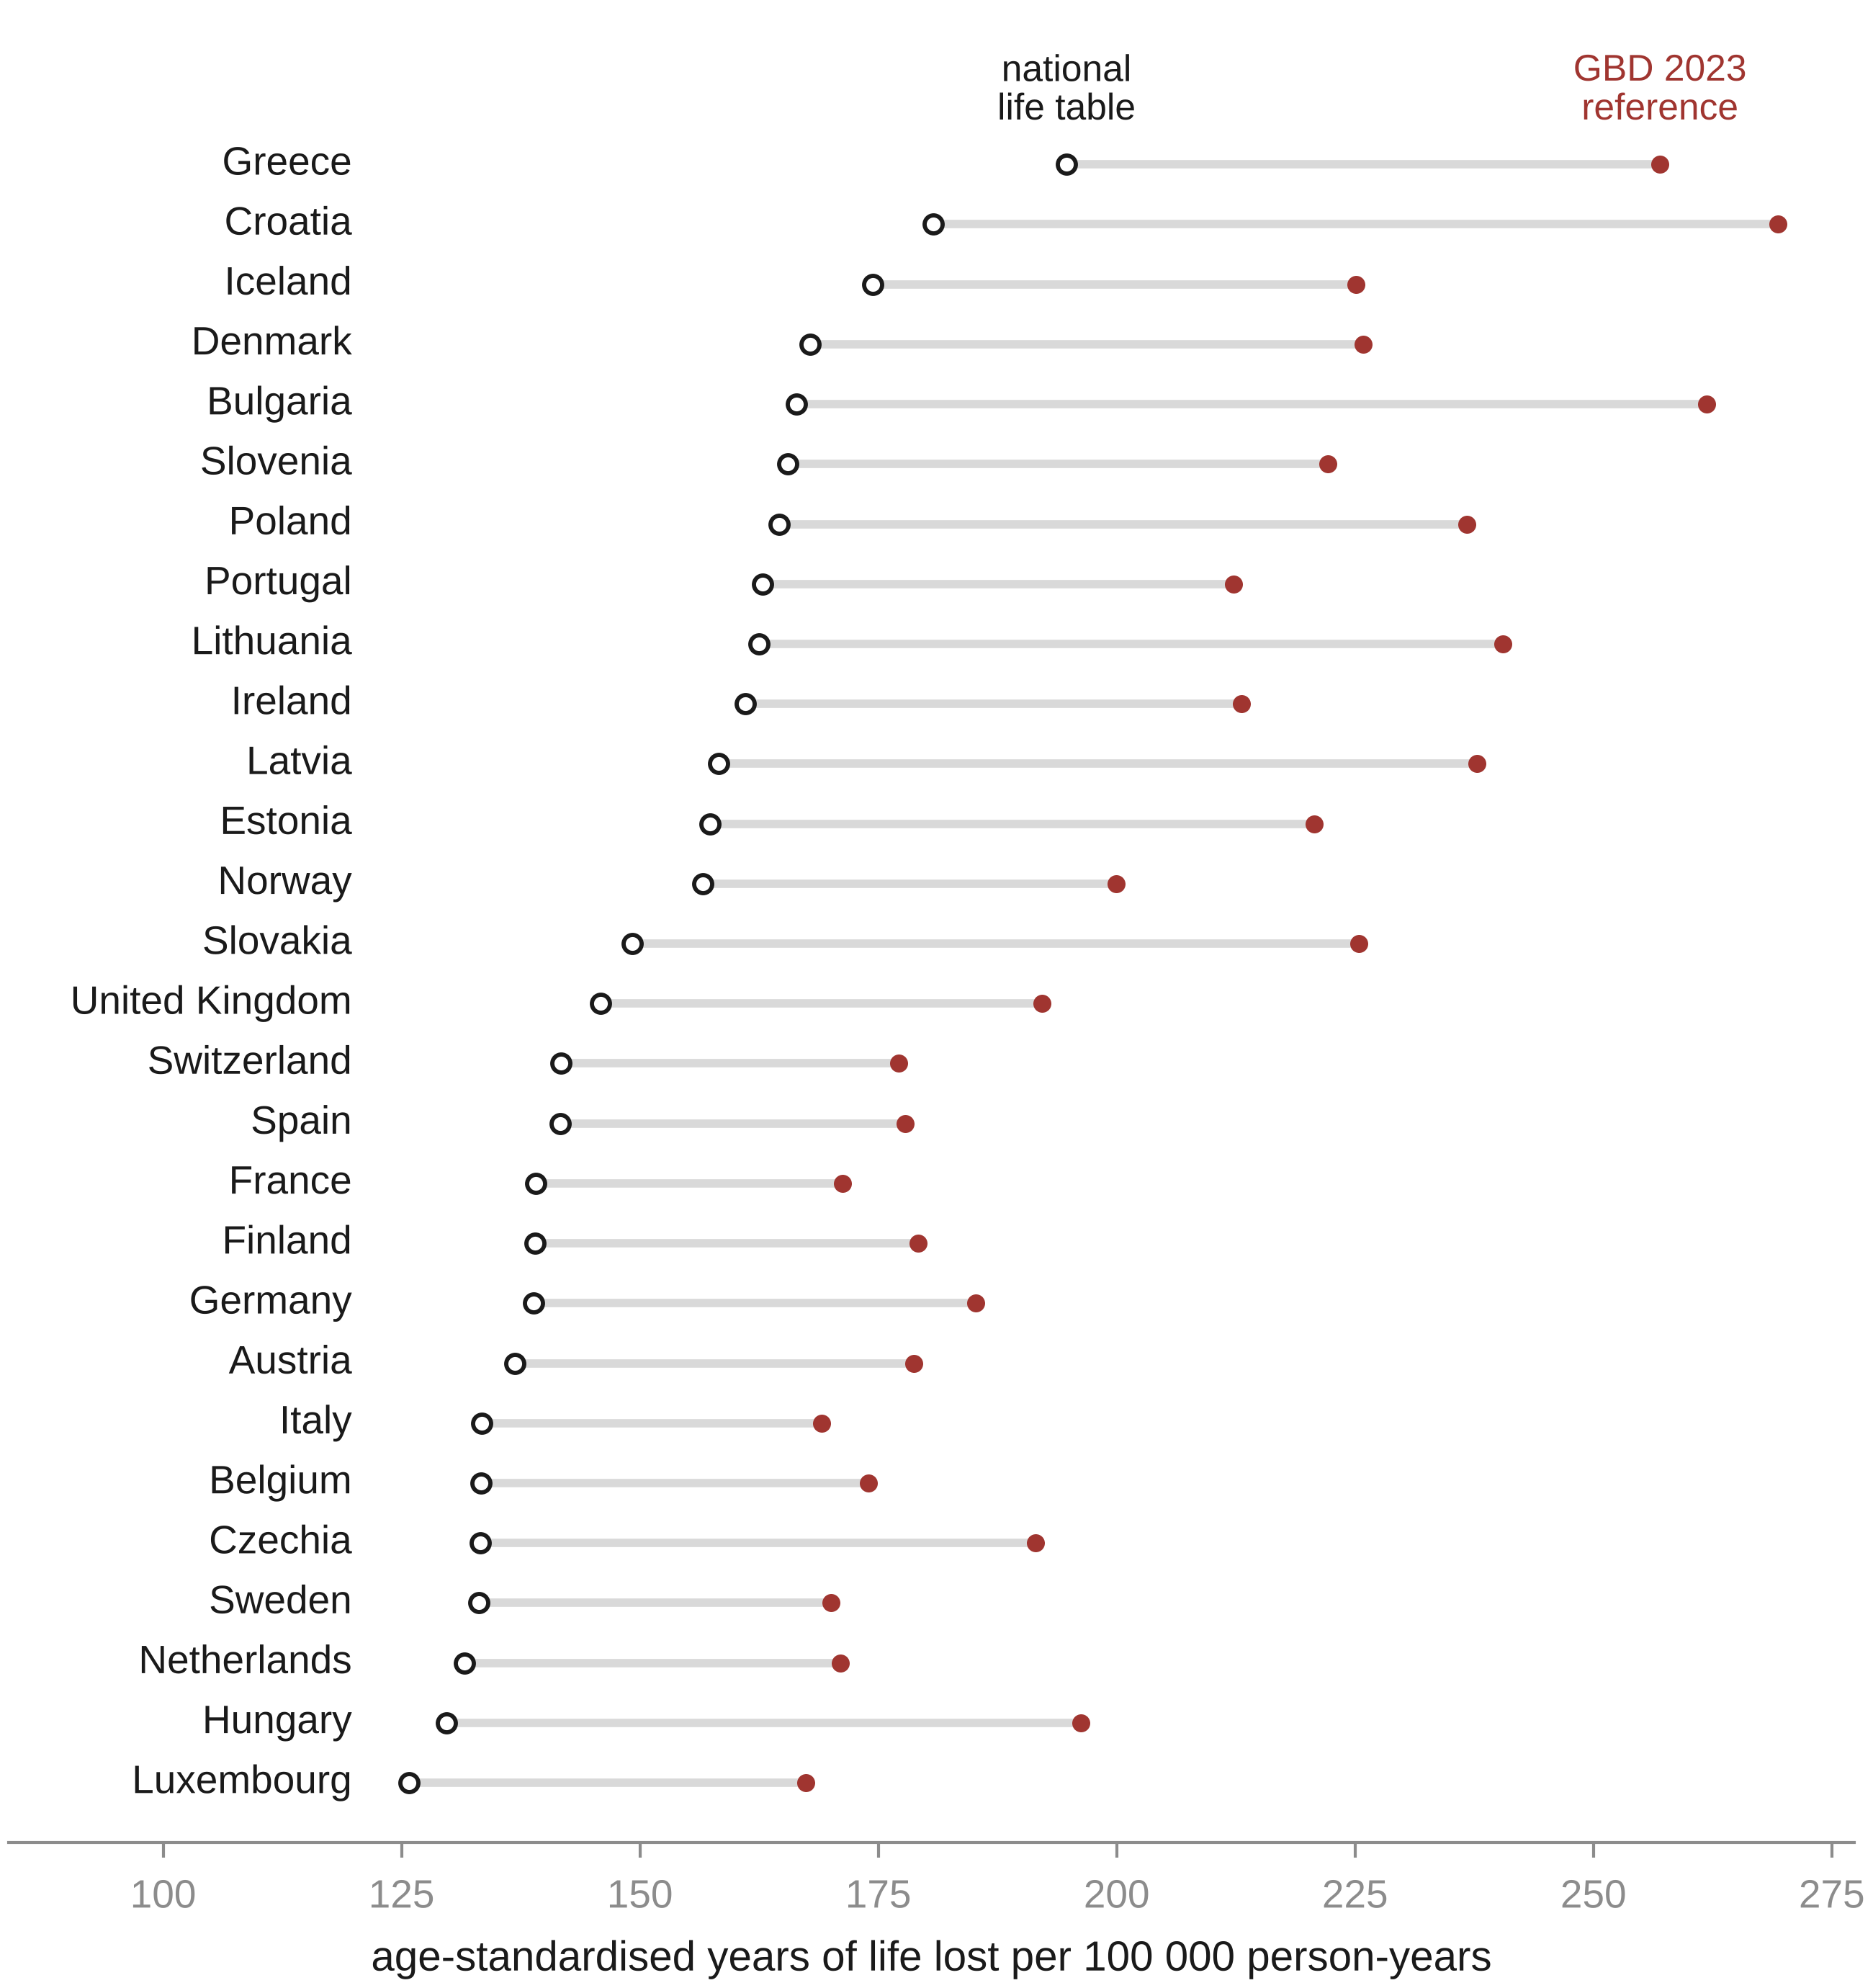 national
life table
GBD 2023
reference
Greece
Croatia
Iceland
Denmark
Bulgaria
Slovenia
Poland
Portugal
Lithuania
Ireland
Latvia
Estonia
Norway
Slovakia
United Kingdom
Switzerland
Spain
France
Finland
Germany
Austria
Italy
Belgium
Czechia
Sweden
Netherlands
Hungary
Luxembourg
100 125 150 175 200 225 250 275
age-standardised years of life lost per 100 000 person-years